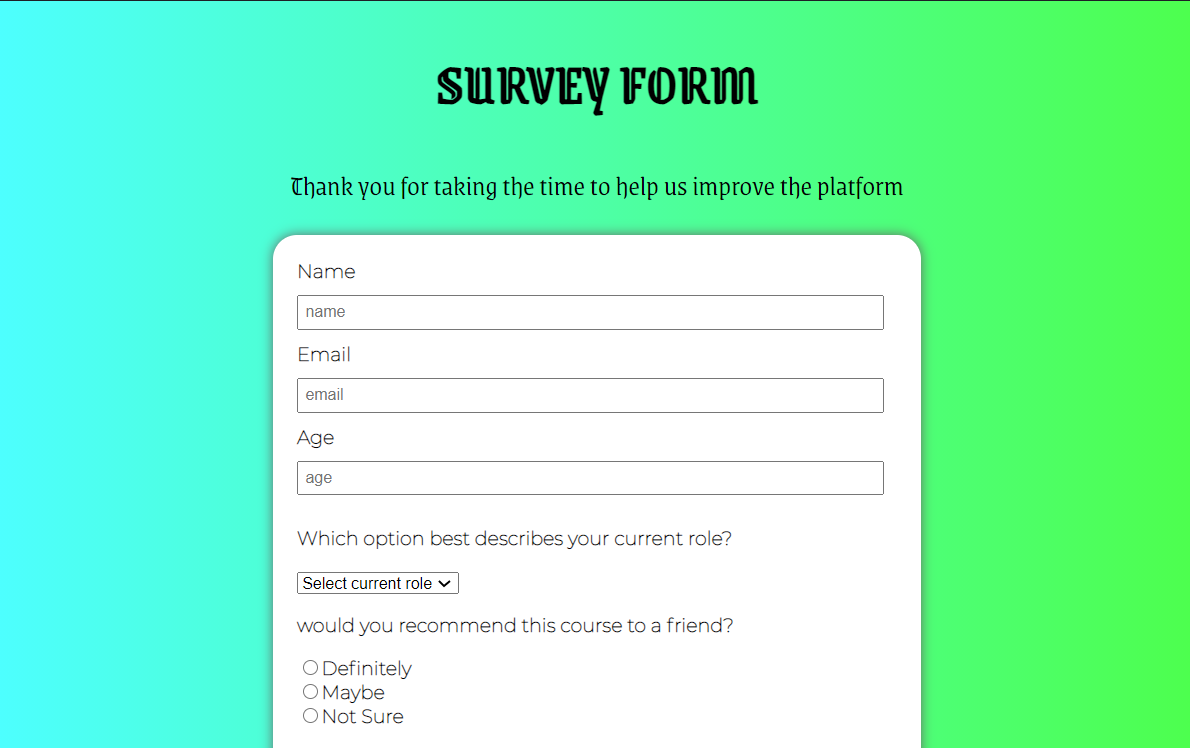 SURVEY FORM
Thank you for taking the time to help us improve the platform
Name
name
Email
email
Age
age
Which option best describes your current role?
Select current role
would you recommend this course to a friend?
Definitely
Maybe
Not Sure